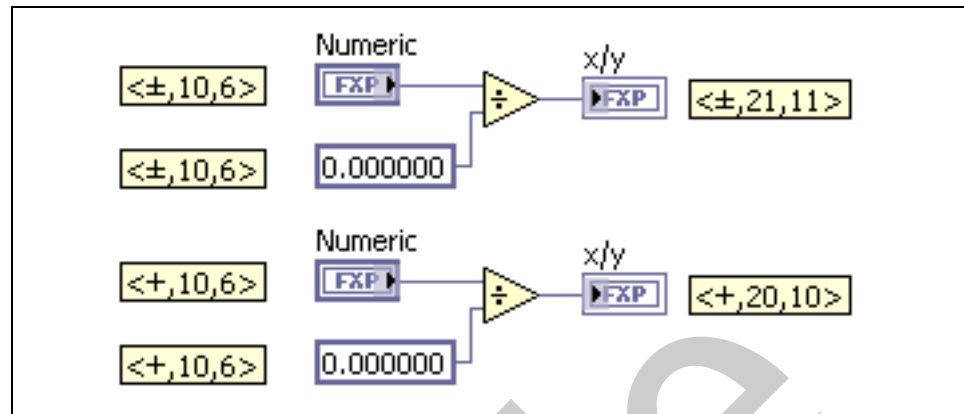 Numeric
<±,10,6>
FXP
÷
x/y
FXP
<±,21,11>
<±,10,6>
0.000000
Numeric
<+,10,6>
FXP
÷
x/y
FXP
<+,20,10>
<+,10,6>
0.000000